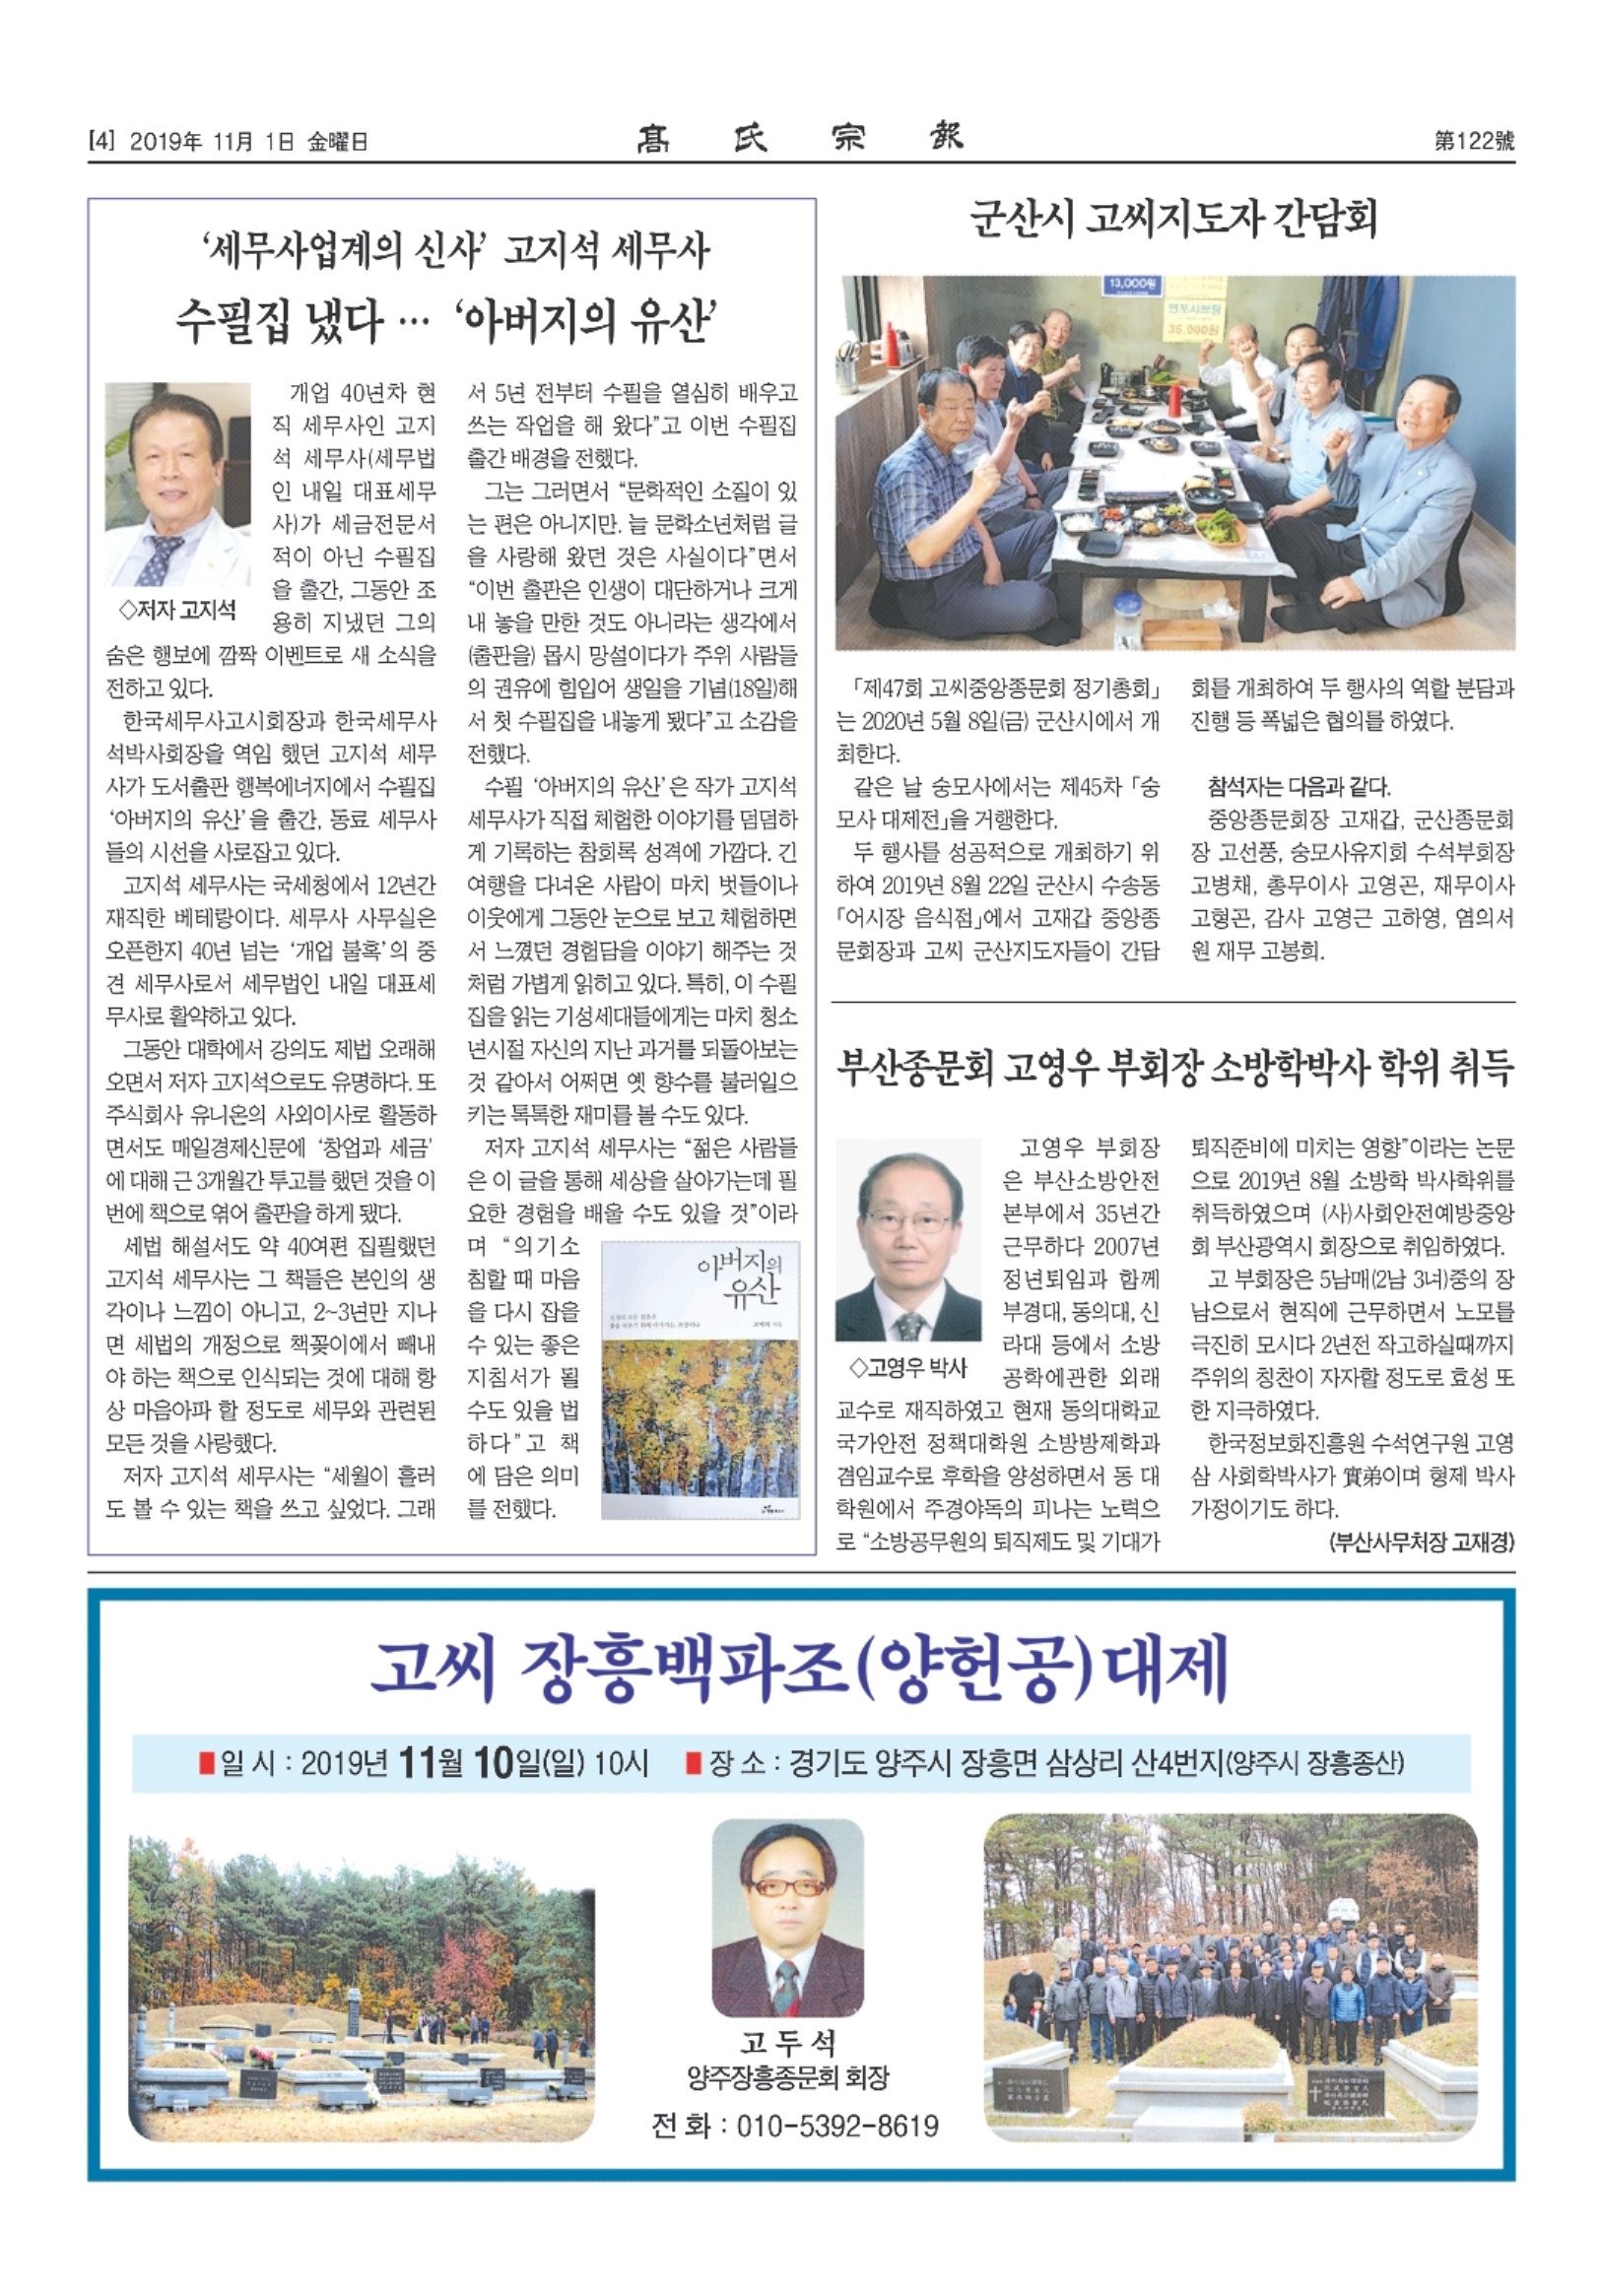 [4] 2019年 11月 1日 金曜日
髙氏宗報
第122號
‘세무사업계의 신사’ 고지석 세무사
수필집 냈다 … ‘아버지의 유산’
◇저자 고지석
개업 40년차 현
직 세무사인 고지
석 세무사(세무법
인 내일 대표세무
사)가 세금전문서
적이 아닌 수필집
을 출간, 그동안 조
용히 지냈던 그의
숨은 행보에 깜짝 이벤트로 새 소식을
전하고 있다.
한국세무사고시회장과 한국세무사
석박사회장을 역임 했던 고지석 세무
사가 도서출판 행복에너지에서 수필집
‘아버지의 유산’을 출간, 동료 세무사
들의 시선을 사로잡고 있다.
고지석 세무사는 국세청에서 12년간
재직한 베테랑이다. 세무사 사무실은
오픈한지 40년 넘는 ‘개업 불혹’의 중
견 세무사로서 세무법인 내일 대표세
무사로 활약하고 있다.
그동안 대학에서 강의도 제법 오래해
오면서 저자 고지석으로도 유명하다. 또
주식회사 유니온의 사외이사로 활동하
면서도 매일경제신문에 ‘창업과 세금’
에 대해 근 3개월간 투고를 했던 것을 이
번에 책으로 엮어 출판을 하게 됐다.
세법 해설서도 약 40여편 집필했던
고지석 세무사는 그 책들은 본인의 생
각이나 느낌이 아니고, 2~3년만 지나
면 세법의 개정으로 책꽂이에서 빼내
야 하는 책으로 인식되는 것에 대해 항
상 마음아파 할 정도로 세무와 관련된
모든 것을 사랑했다.
저자 고지석 세무사는 “세월이 흘러
도 볼 수 있는 책을 쓰고 싶었다. 그래
서 5년 전부터 수필을 열심히 배우고
쓰는 작업을 해 왔다”고 이번 수필집
출간 배경을 전했다.
그는 그러면서 “문학적인 소질이 있
는 편은 아니지만. 늘 문학소년처럼 글
을 사랑해 왔던 것은 사실이다”면서
“이번 출판은 인생이 대단하거나 크게
내 놓을 만한 것도 아니라는 생각에서
(출판을) 몹시 망설이다가 주위 사람들
의 권유에 힘입어 생일을 기념(18일)해
서 첫 수필집을 내놓게 됐다”고 소감을
전했다.
수필 ‘아버지의 유산’은 작가 고지석
세무사가 직접 체험한 이야기를 덤덤하
게 기록하는 참회록 성격에 가깝다. 긴
여행을 다녀온 사람이 마치 벗들이나
이웃에게 그동안 눈으로 보고 체험하면
서 느꼈던 경험담을 이야기 해주는 것
처럼 가볍게 읽히고 있다. 특히, 이 수필
집을 읽는 기성세대들에게는 마치 청소
년시절 자신의 지난 과거를 되돌아보는
것 같아서 어쩌면 옛 향수를 불러일으
키는 톡톡한 재미를 볼 수도 있다.
저자 고지석 세무사는 “젊은 사람들
은 이 글을 통해 세상을 살아가는데 필
요한 경험을 배울 수도 있을 것”이라
며 “의기소
침할 때 마음
을 다시 잡을
수 있는 좋은
지침서가 될
수도 있을 법
하다”고 책
에 담은 의미
를 전했다.
아버지의
유산
군산시 고씨지도자 간담회
13,000원
35,000원
「제47회 고씨중앙종문회 정기총회」
는 2020년 5월 8일(금) 군산시에서 개
최한다.
같은 날 숭모사에서는 제45차 「숭
모사 대제전」을 거행한다.
두 행사를 성공적으로 개최하기 위
하여 2019년 8월 22일 군산시 수송동
「어시장 음식점」에서 고재갑 중앙종
문회장과 고씨 군산지도자들이 간담
회를 개최하여 두 행사의 역할 분담과
진행 등 폭넓은 협의를 하였다.
참석자는 다음과 같다.
중앙종문회장 고재갑, 군산종문회
장 고선풍, 숭모사유지회 수석부회장
고병채, 총무이사 고영곤, 재무이사
고형곤, 감사 고영근 고하영, 염의서
원 재무 고봉희.
부산종문회 고영우 부회장 소방학박사 학위 취득
◇고영우 박사
고영우 부회장
은 부산소방안전
본부에서 35년간
근무하다 2007년
정년퇴임과 함께
부경대, 동의대, 신
라대 등에서 소방
공학에관한 외래
교수로 재직하였고 현재 동의대학교
국가안전 정책대학원 소방방제학과
겸임교수로 후학을 양성하면서 동 대
학원에서 주경야독의 피나는 노력으
로 “소방공무원의 퇴직제도 및 기대가
퇴직준비에 미치는 영향”이라는 논문
으로 2019년 8월 소방학 박사학위를
취득하였으며 (사)사회안전예방중앙
회 부산광역시 회장으로 취임하였다.
고 부회장은 5남매(2남 3녀)중의 장
남으로서 현직에 근무하면서 노모를
극진히 모시다 2년전 작고하실때까지
주위의 칭찬이 자자할 정도로 효성 또
한 지극하였다.
한국정보화진흥원 수석연구원 고영
삼 사회학박사가 實弟이며 형제 박사
가정이기도 하다.
(부산사무처장 고재경)
고씨 장흥백파조(양헌공)대제
■일 시 : 2019년 11월 10일(일) 10시 ■장 소 : 경기도 양주시 장흥면 삼상리 산4번지(양주시 장흥종산)
고 두 석
양주장흥종문회 회장
전 화 : 010-5392-8619